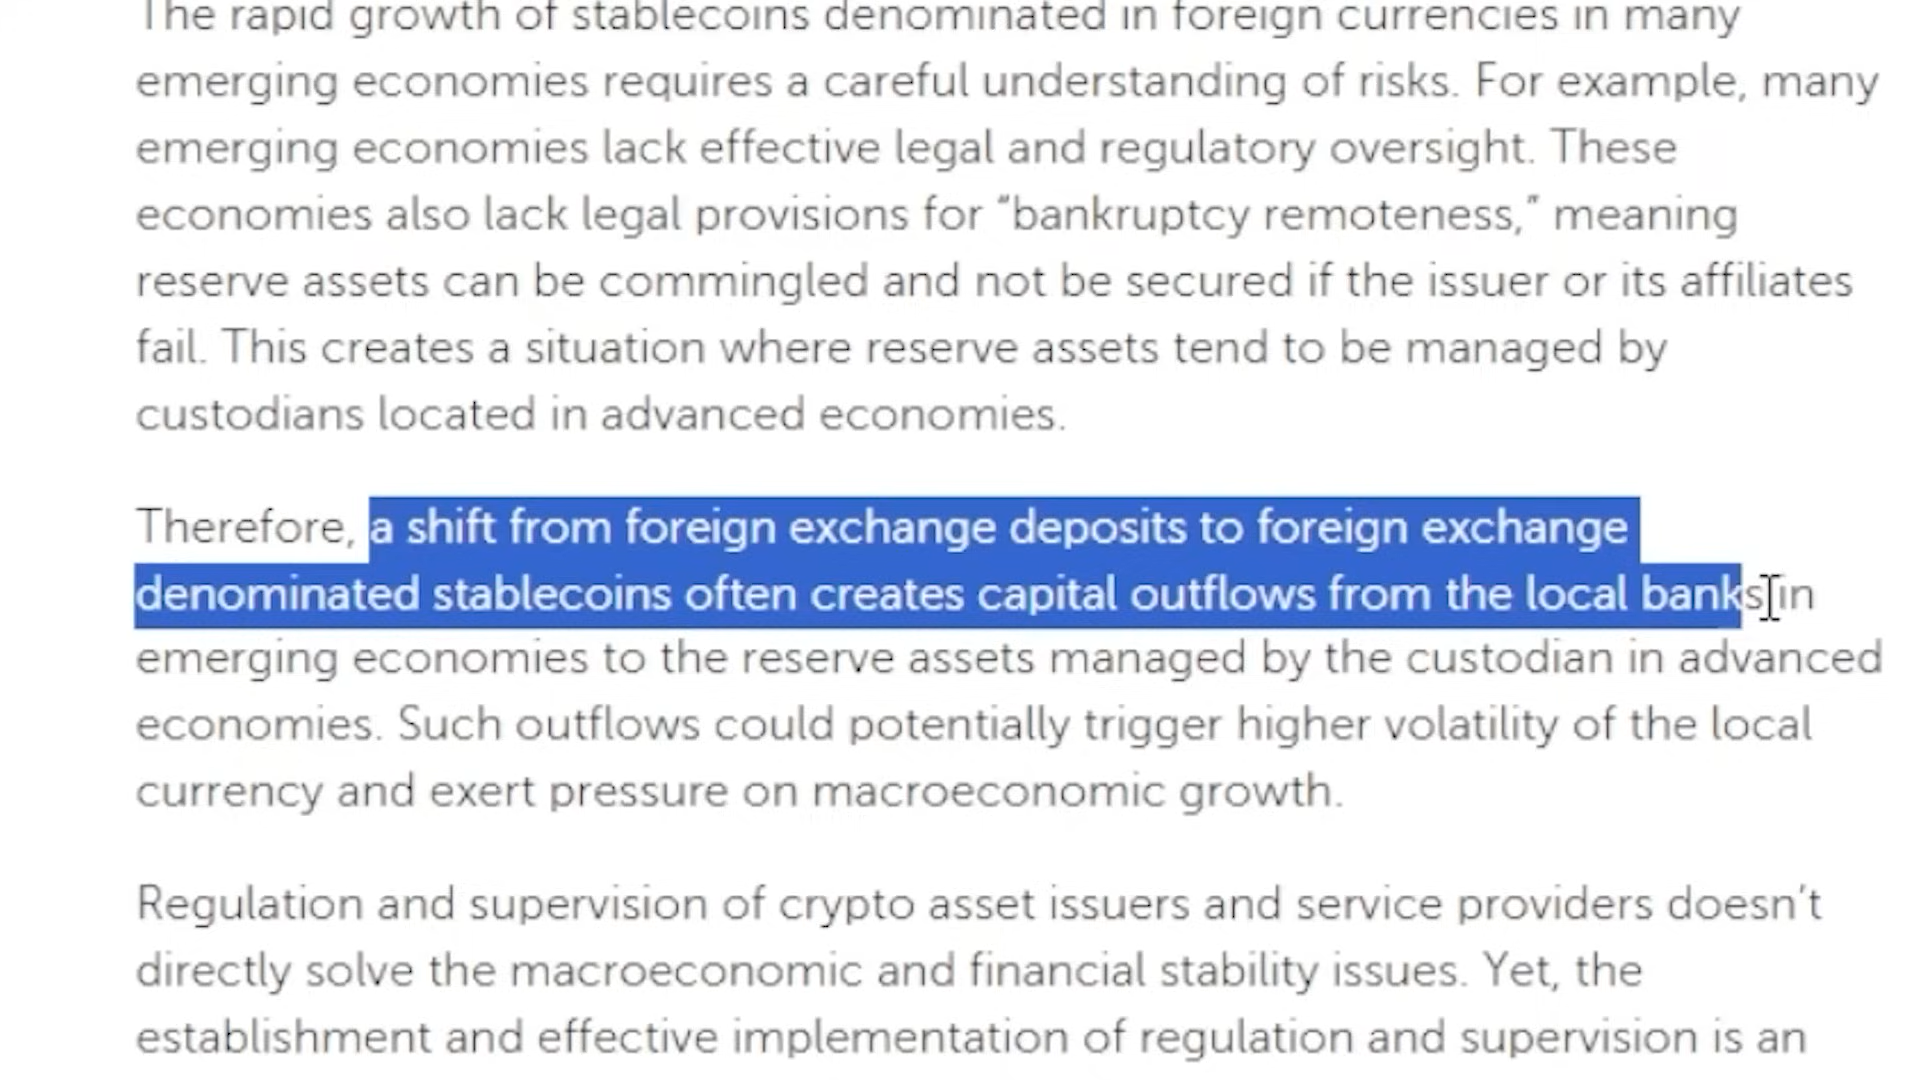 The rapid growth of stablecoins denominated in foreign currencies in many
emerging economies requires a careful understanding of risks. For example, many
emerging economies lack effective legal and regulatory oversight. These
economies also lack legal provisions for “bankruptcy remoteness,” meaning
reserve assets can be commingled and not be secured if the issuer or its affiliates
fail. This creates a situation where reserve assets tend to be managed by
custodians located in advanced economies.
Therefore, a shift from foreign exchange deposits to foreign exchange
denominated stablecoins often creates capital outflows from the local banks in
emerging economies to the reserve assets managed by the custodian in advanced
economies. Such outflows could potentially trigger higher volatility of the local
currency and exert pressure on macroeconomic growth.
Regulation and supervision of crypto asset issuers and service providers doesn’t
directly solve the macroeconomic and financial stability issues. Yet, the
establishment and effective implementation of regulation and supervision is an